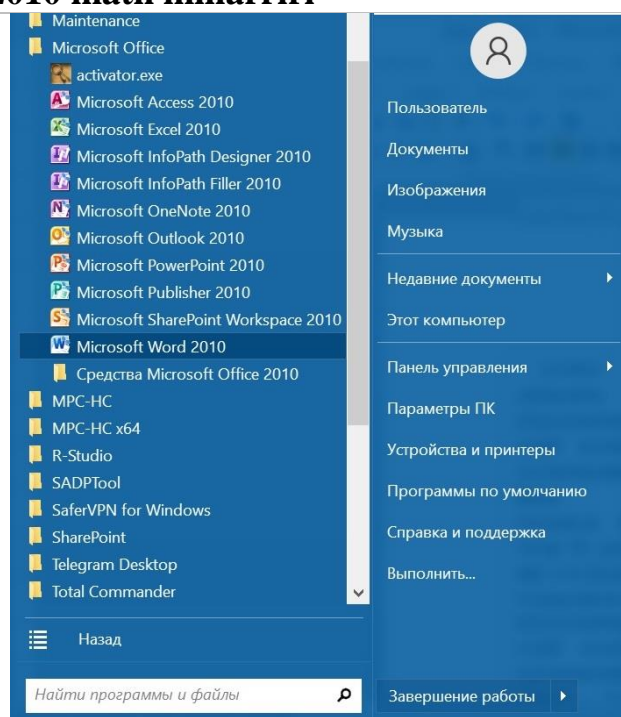 Maintenance
Microsoft Office
activator.exe
Microsoft Access 2010
Microsoft Excel 2010
Microsoft InfoPath Designer 2010
Microsoft InfoPath Filler 2010
Microsoft OneNote 2010
Microsoft Outlook 2010
Microsoft PowerPoint 2010
Microsoft Publisher 2010
Microsoft SharePoint Workspace 2010
Microsoft Word 2010
Средства Microsoft Office 2010
MPC-HC
MPC-HC x64
R-Studio
SADPTool
SaferVPN for Windows
SharePoint
Telegram Desktop
Total Commander
Назад
Найти программы и файлы
Пользователь
Документы
Изображения
Музыка
Недавние документы
Этот компьютер
Панель управления
Параметры ПК
Устройства и принтеры
Программы по умолчанию
Справка и поддержка
Выполнить...
Завершение работы